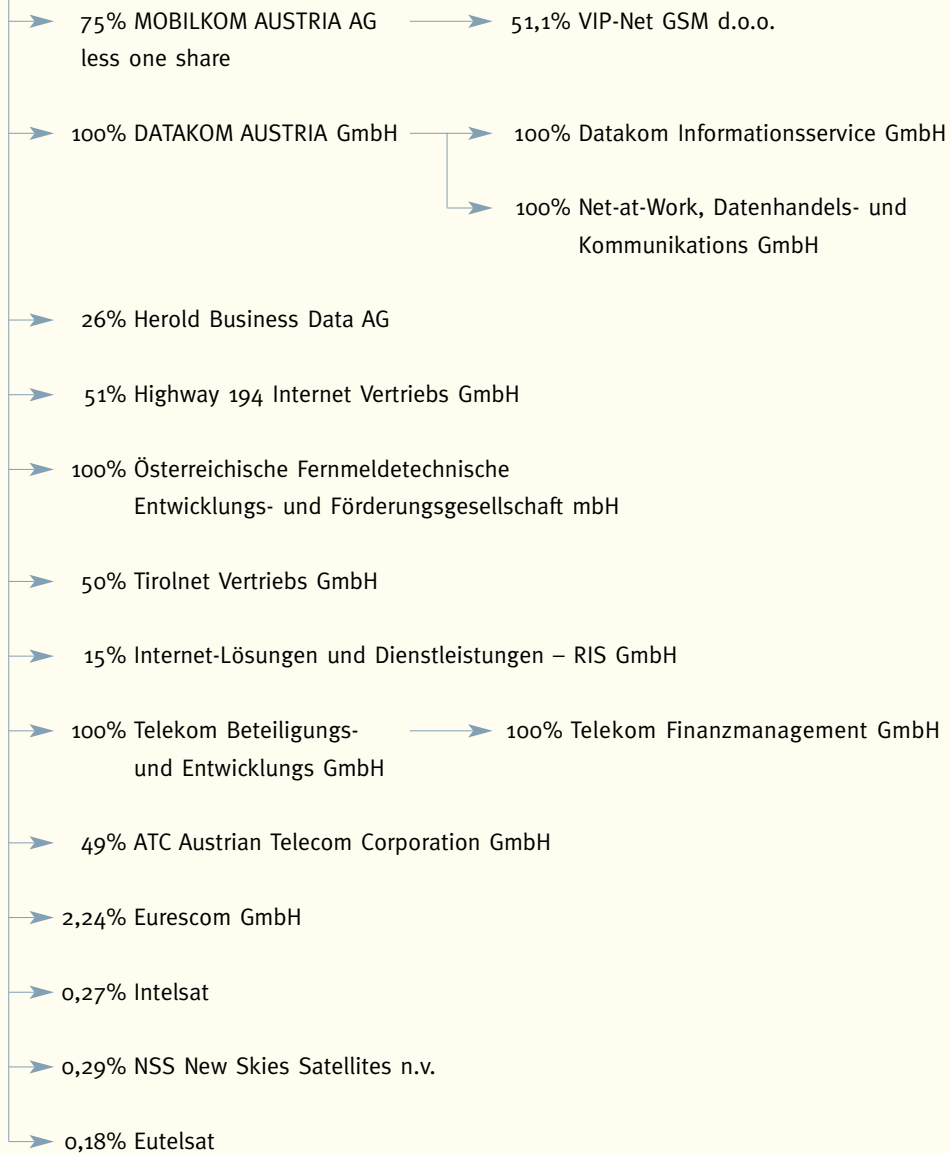 75% MOBILKOM AUSTRIA AG
less one share
51,1% VIP-Net GSM d.o.o.
100% DATAKOM AUSTRIA GmbH
100% Datakom Informationsservice GmbH
100% Net-at-Work, Datenhandels- und
Kommunikations GmbH
26% Herold Business Data AG
51% Highway 194 Internet Vertriebs GmbH
100% Österreichische Fernmeldetechnische
Entwicklungs- und Förderungsgesellschaft mbH
50% Tirolnet Vertriebs GmbH
15% Internet-Lösungen und Dienstleistungen – RIS GmbH
100% Telekom Beteiligungs-
und Entwicklungs GmbH
100% Telekom Finanzmanagement GmbH
49% ATC Austrian Telecom Corporation GmbH
2,24% Eurescom GmbH
0,27% Intelsat
0,29% NSS New Skies Satellites n.v.
0,18% Eutelsat